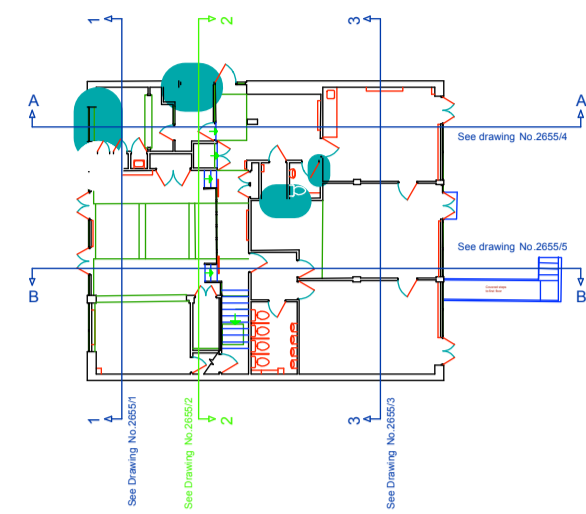 1
2
3
A
A
See drawing No.2655/4
See drawing No.2655/5
B
B
1
2
3
See Drawing No.2655/1
See Drawing No.2655/2
See Drawing No.2655/3